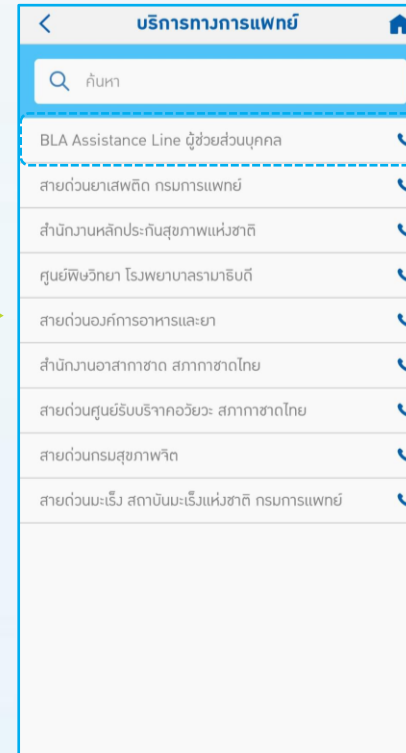 บริการทางการแพทย์
ค้นหา
BLA Assistance Line ผู้ช่วยส่วนบุคคล
สายด่วนยาเสพติด กรมการแพทย์
สำนักงานหลักประกันสุขภาพแห่งชาติ
ศูนย์พิษวิทยา โรงพยาบาลรามาธิบดี
สายด่วนองค์การอาหารและยา
สำนักงานอาสากาชาด สภากาชาดไทย
สายด่วนศูนย์รับบริจาคอวัยวะ สภากาชาดไทย
สายด่วนกรมสุขภาพจิต
สายด่วนมะเร็ง สถาบันมะเร็งแห่งชาติ กรมการแพทย์